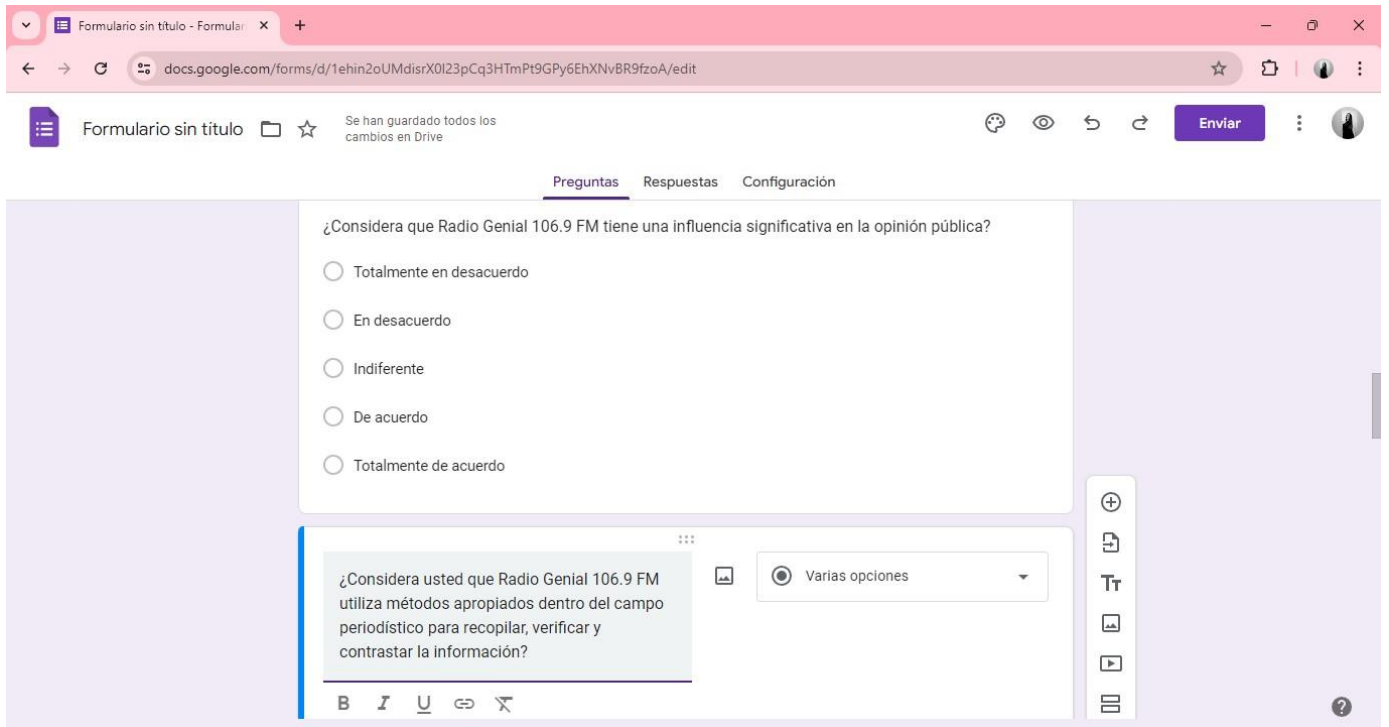 Formulario sin título - Formular
docs.google.com/forms/d/1ehin2oUMdisrX0I23pCq3HTmPt9GPy6EhXNvBR9fzoA/edit
Formulario sin título
Se han guardado todos los
cambios en Drive
Enviar
Preguntas Respuestas Configuración
¿Considera que Radio Genial 106.9 FM tiene una influencia significativa en la opinión pública?
Totalmente en desacuerdo
En desacuerdo
Indiferente
De acuerdo
Totalmente de acuerdo
¿Considera usted que Radio Genial 106.9 FM
utiliza métodos apropiados dentro del campo
periodístico para recopilar, verificar y
contrastar la información?
Varias opciones
B I U